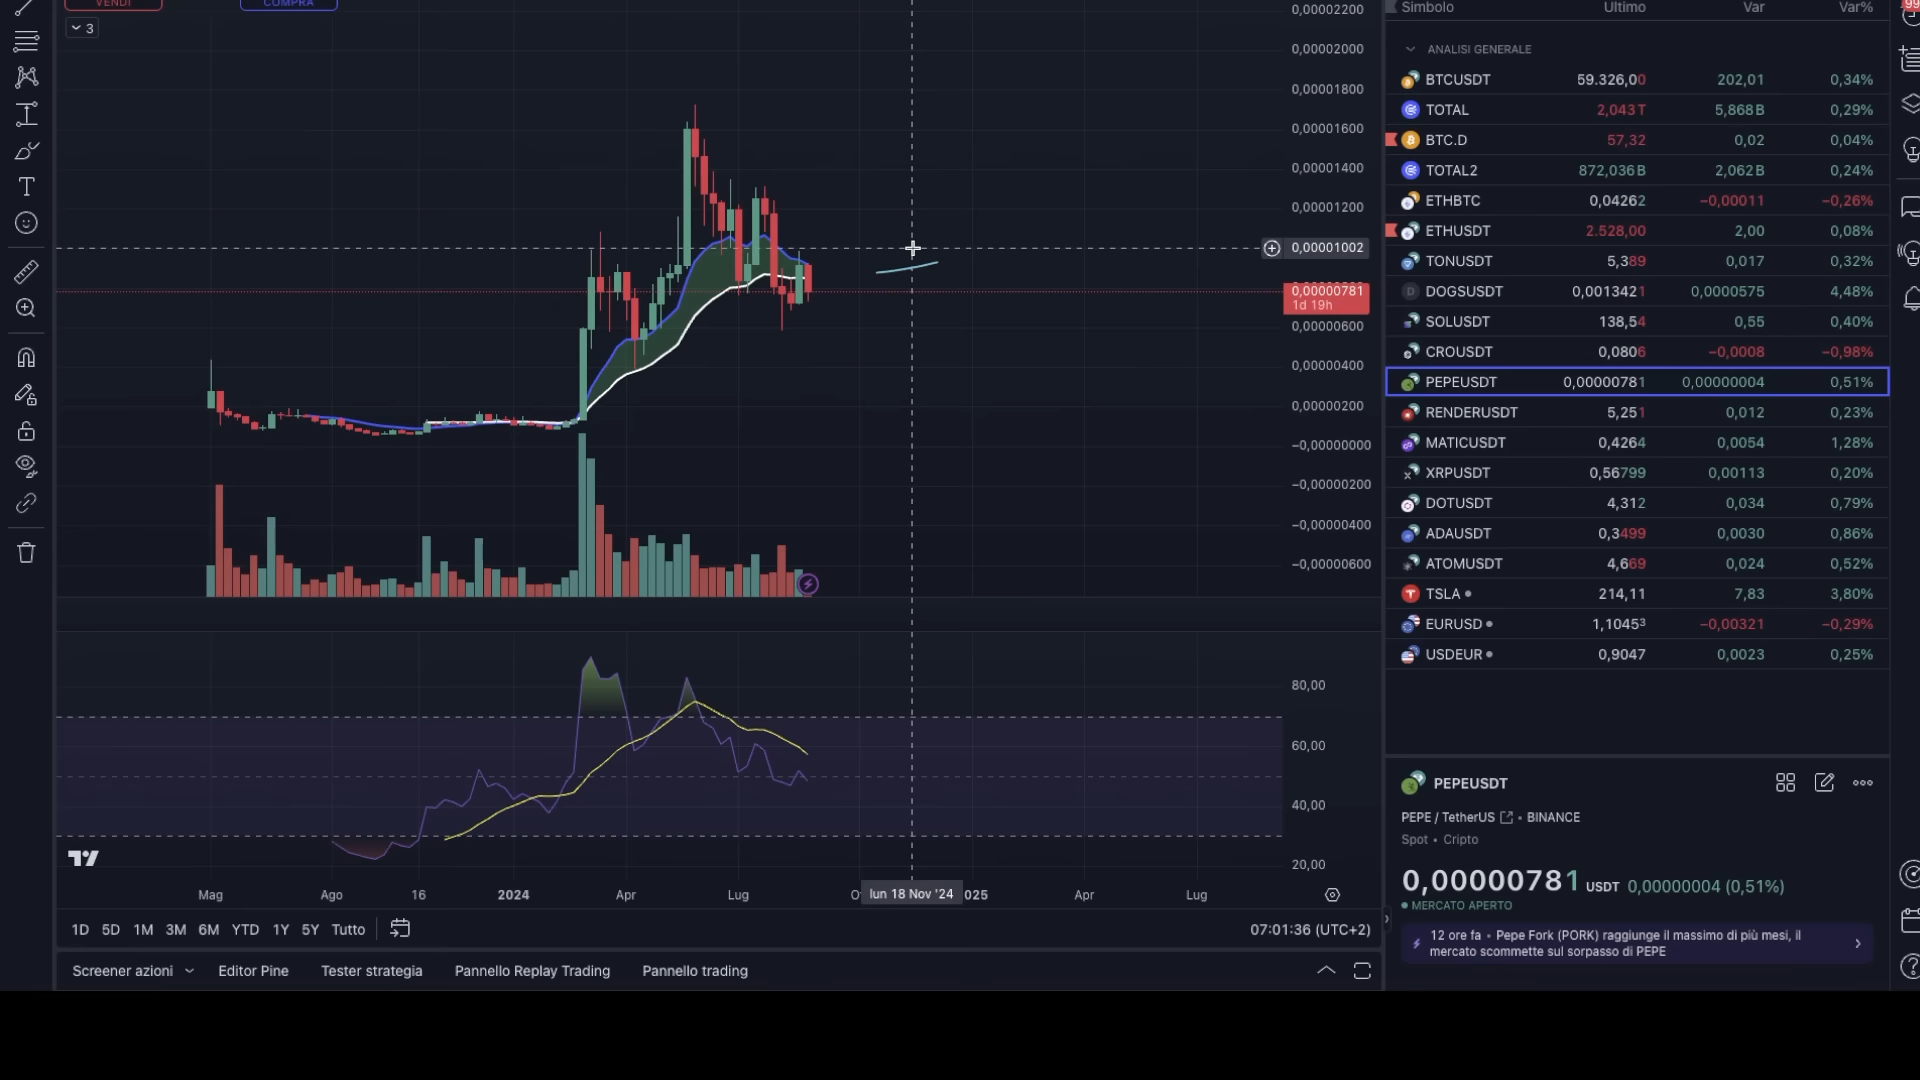 VENDI
COMPRA
3
0,00002200
0,00002000
0,00001800
0,00001600
0,00001400
0,00001200
0,00001002
0,00000781
1d 19h
0,00000600
0,00000400
0,00000200
−0,00000000
−0,00000200
−0,00000400
−0,00000600
80,00
60,00
40,00
20,00
Mag Ago 16 2024 Apr Lug O lun 18 Nov '24 025 Apr Lug
1D 5D 1M 3M 6M YTD 1Y 5Y Tutto 07:01:36 (UTC+2)
Screener azioni Editor Pine Tester strategia Pannello Replay Trading Pannello trading
Simbolo Ultimo Var Var%
ANALISI GENERALE
BTCUSDT 59.326,00 202,01 0,34%
TOTAL 2,043 T 5,868 B 0,29%
BTC.D 57,32 0,02 0,04%
TOTAL2 872,036 B 2,062 B 0,24%
ETHBTC 0,04262 −0,00011 −0,26%
ETHUSDT 2.528,00 2,00 0,08%
TONUSDT 5,389 0,017 0,32%
DOGSUSDT 0,0013421 0,0000575 4,48%
SOLUSDT 138,54 0,55 0,40%
CROUSDT 0,0806 −0,0008 −0,98%
PEPEUSDT 0,00000781 0,00000004 0,51%
RENDERUSDT 5,251 0,012 0,23%
MATICUSDT 0,4264 0,0054 1,28%
XRPUSDT 0,56799 0,00113 0,20%
DOTUSDT 4,312 0,034 0,79%
ADAUSDT 0,3499 0,0030 0,86%
ATOMUSDT 4,669 0,024 0,52%
TSLA 214,11 7,83 3,80%
EURUSD 1,1045³ −0,00321 −0,29%
USDEUR 0,9047 0,0023 0,25%
PEPEUSDT
PEPE / TetherUS • BINANCE
Spot • Cripto
0,00000781 USDT 0,00000004 (0,51%)
MERCATO APERTO
12 ore fa • Pepe Fork (PORK) raggiunge il massimo di più mesi, il
mercato scommette sul sorpasso di PEPE
99